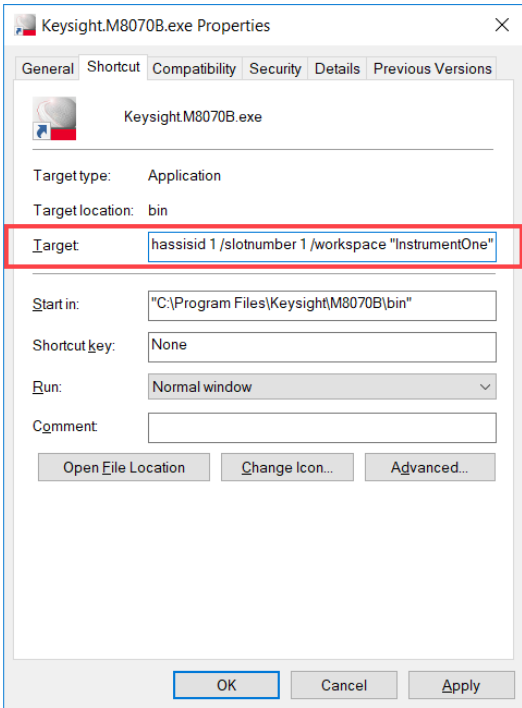 Keysight.M8070B.exe Properties
General Shortcut Compatibility Security Details Previous Versions
Keysight.M8070B.exe
Target type: Application
Target location: bin
Target: hassisid 1 /slotnumber 1 /workspace "InstrumentOne"
Start in: "C:\Program Files\Keysight\M8070B\bin"
Shortcut key: None
Run: Normal window
Comment:
Open File Location Change Icon... Advanced...
OK Cancel Apply